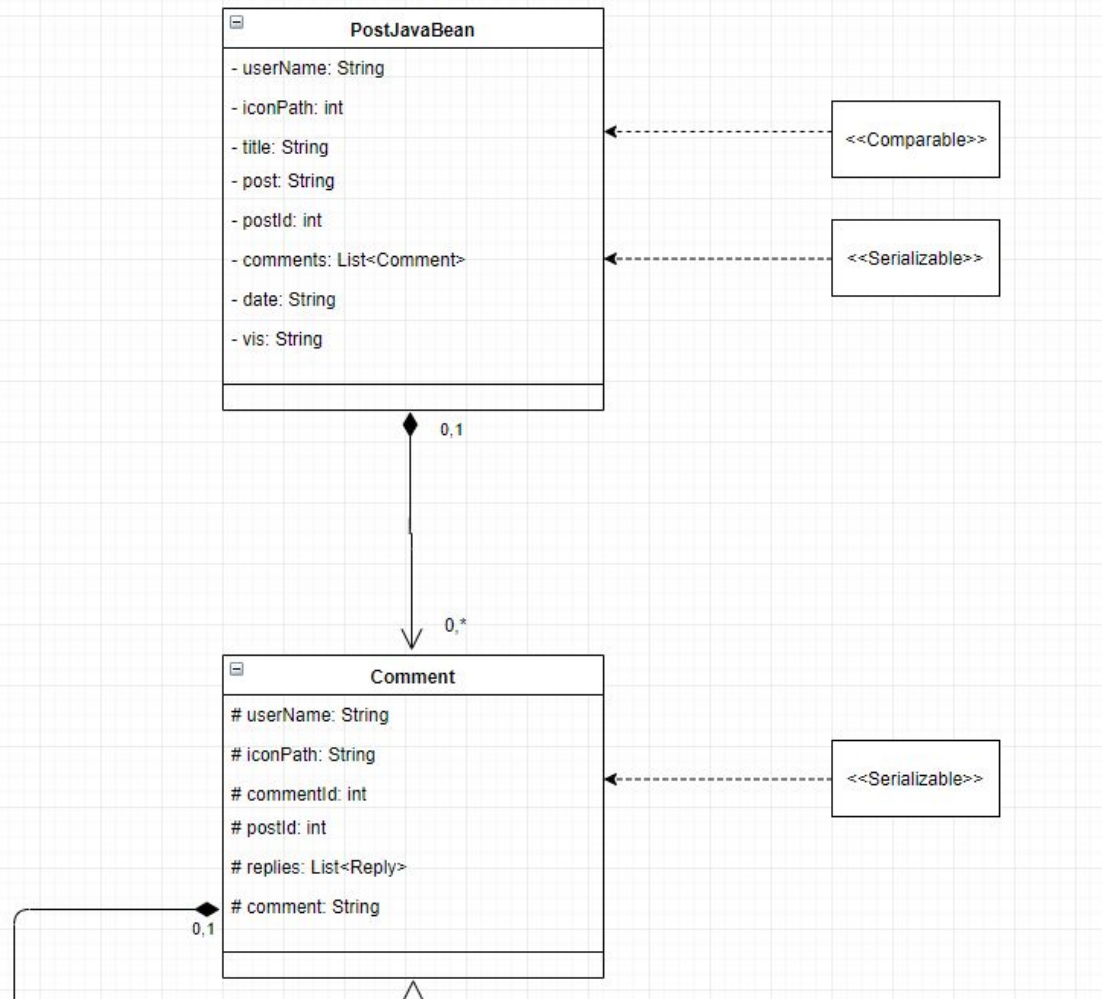 PostJavaBean
- userName: String
- iconPath: int
- title: String
- post: String
- postId: int
- comments: List<Comment>
- date: String
- vis: String
<<Comparable>>
<<Serializable>>
0,1
0,*
Comment
# userName: String
# iconPath: String
# commentId: int
# postId: int
# replies: List<Reply>
# comment: String
<<Serializable>>
0,1